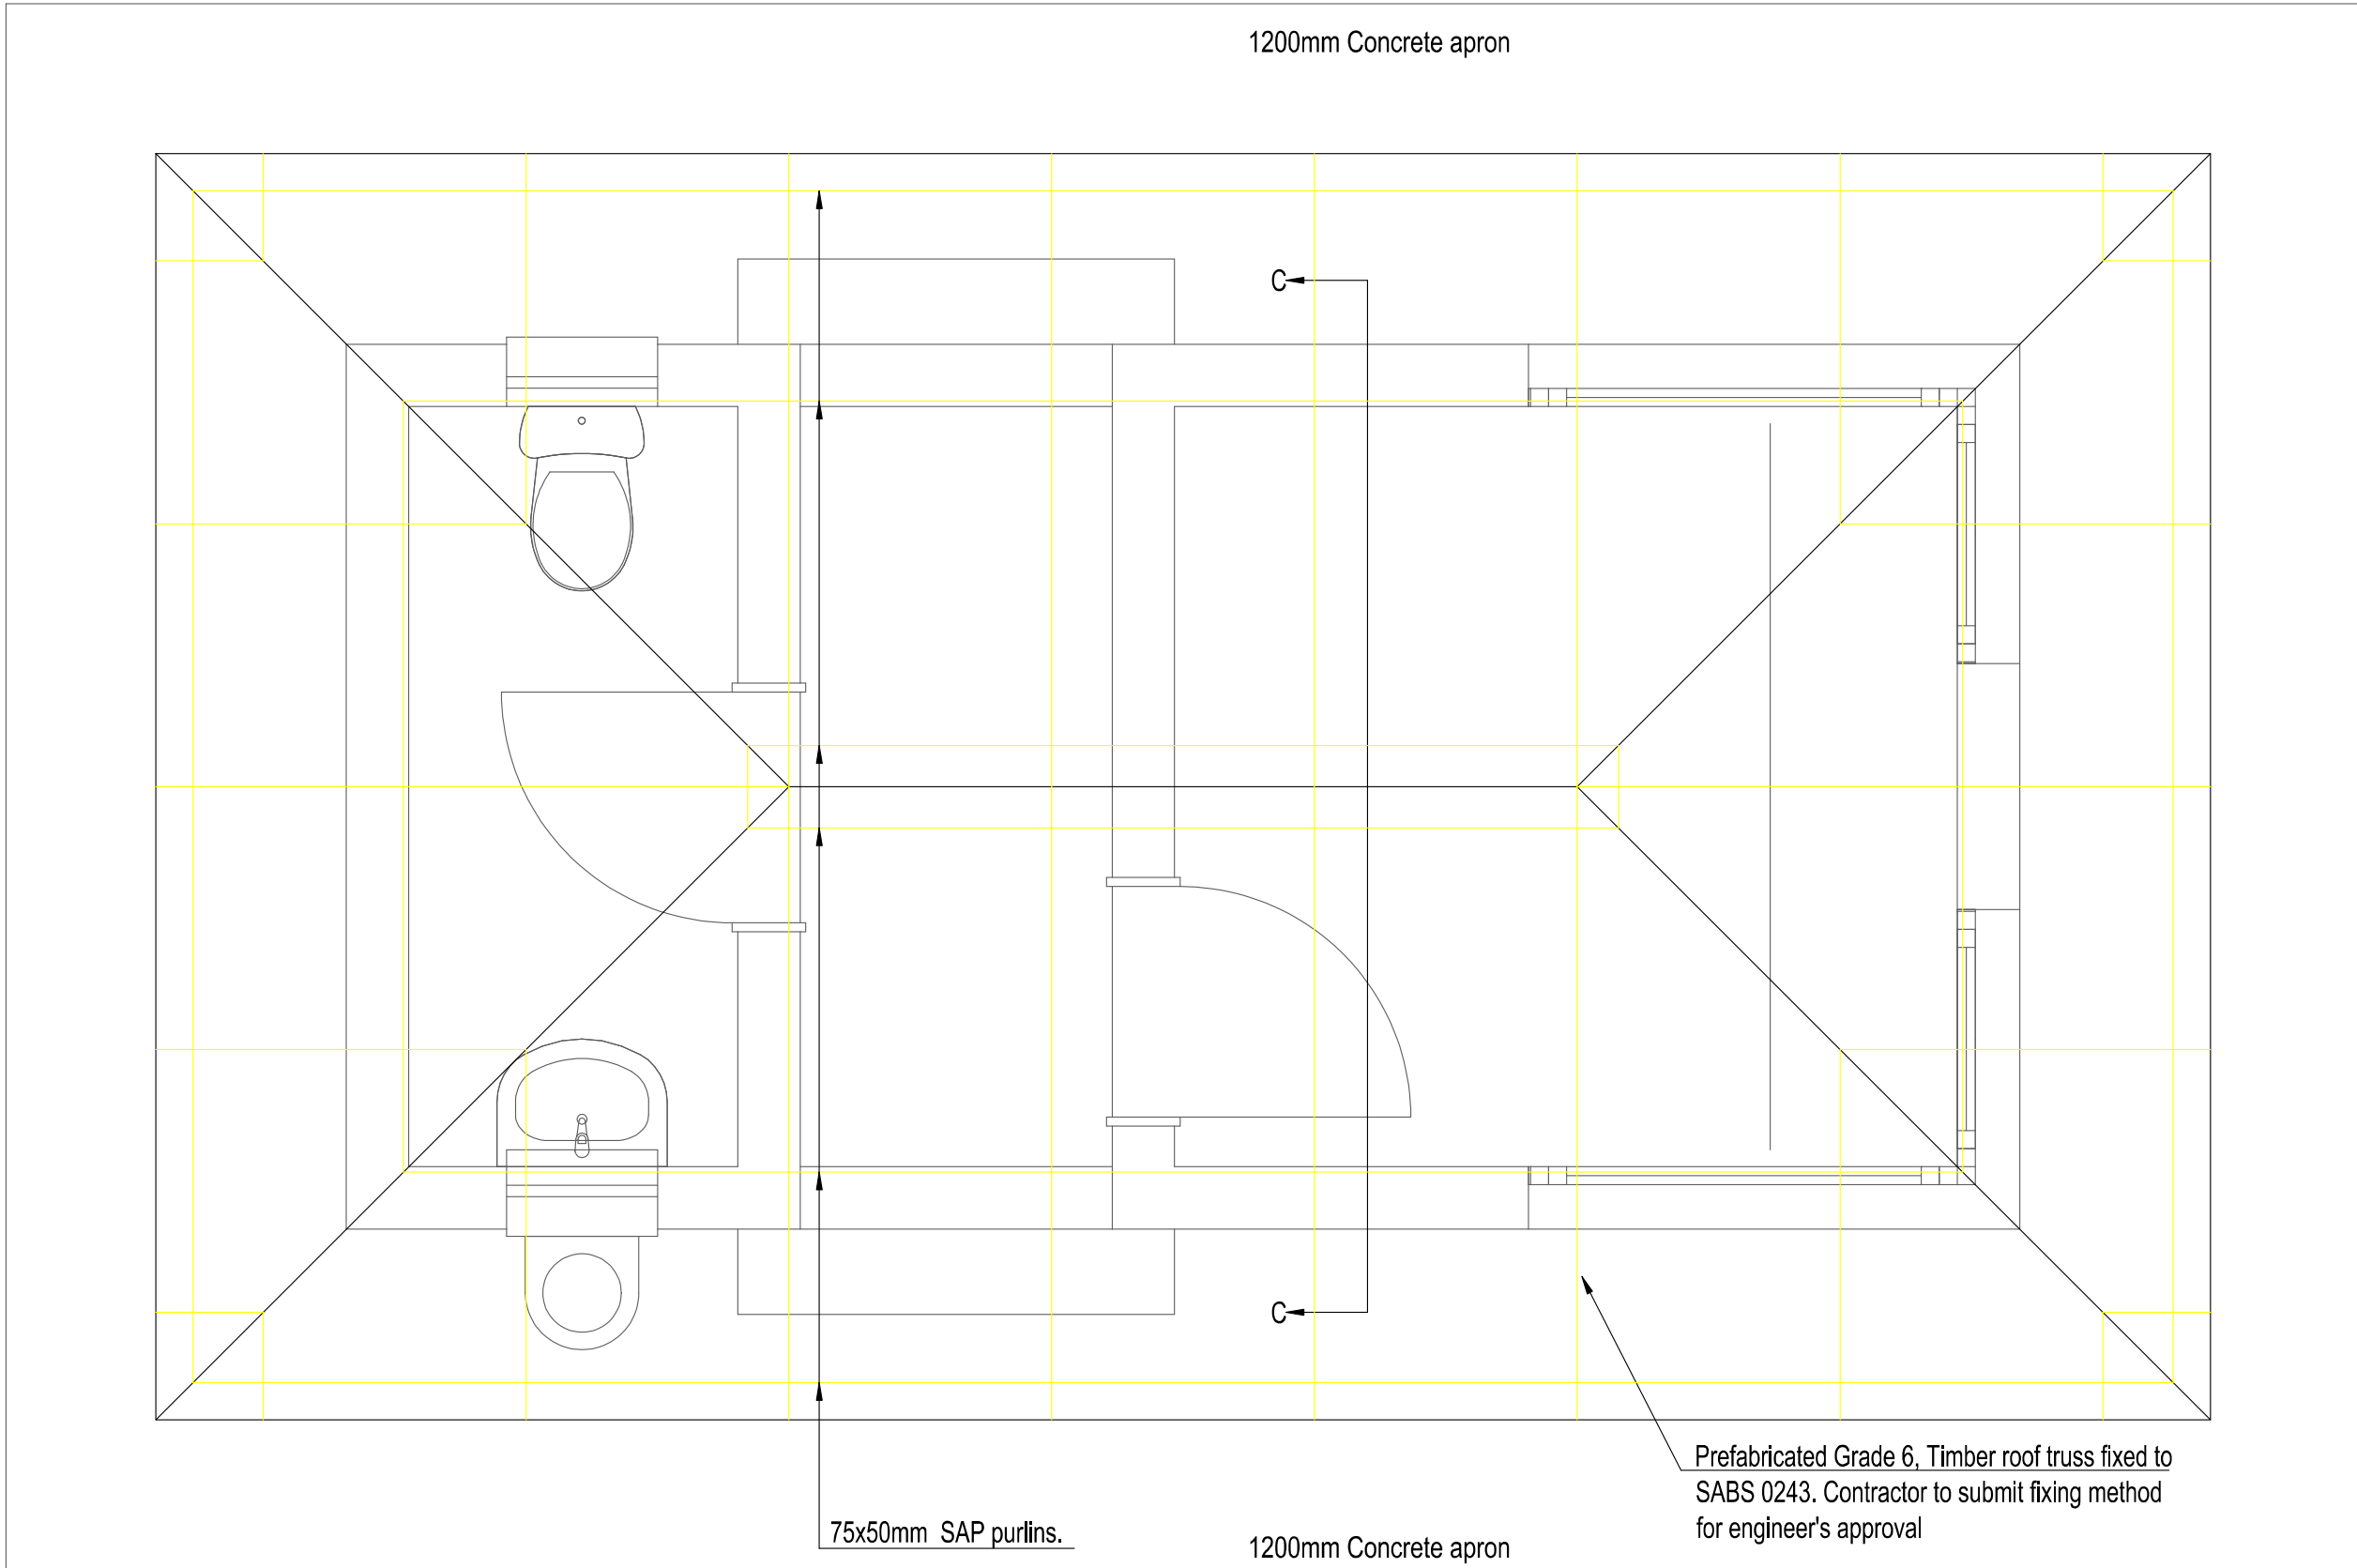 1200mm Concrete apron
C
C
Prefabricated Grade 6, Timber roof truss fixed to
SABS 0243. Contractor to submit fixing method
for engineer's approval
75x50mm SAP purlins.
1200mm Concrete apron